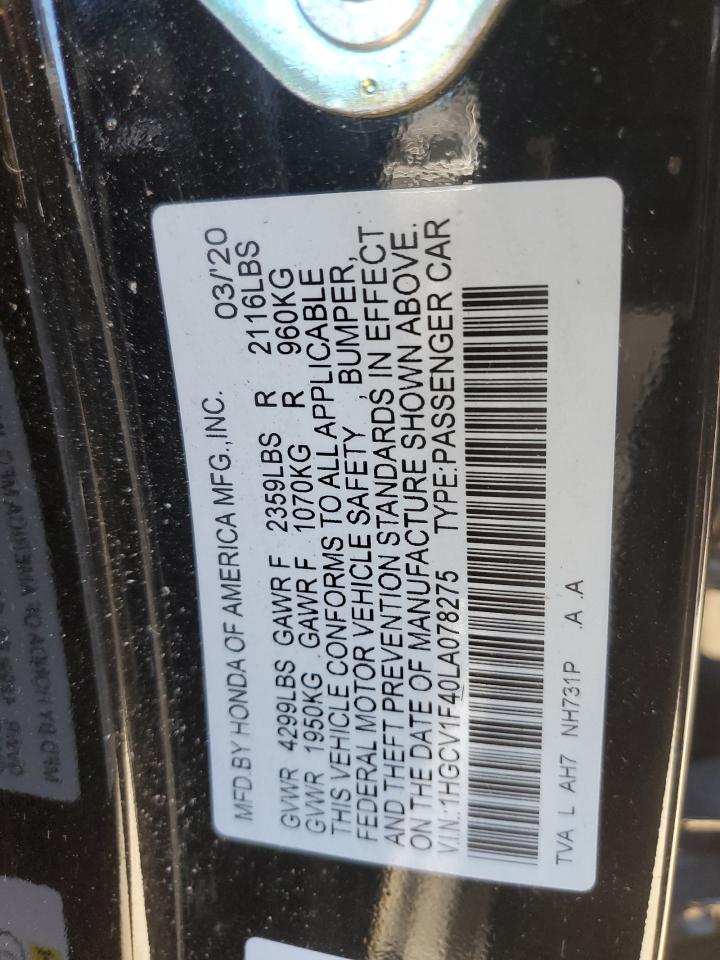 MFD.BY HONDA OF AMERICA MFG.,INC. 03/'20
GVWR 4299LBS GAWR F 2359LBS R 2116LBS
GVWR 1950KG GAWR F 1070KG R 960KG
THIS VEHICLE CONFORMS TO ALL APPLICABLE
FEDERAL MOTOR VEHICLE SAFETY, BUMPER,
AND THEFT PREVENTION STANDARDS IN EFFECT
ON THE DATE OF MANUFACTURE SHOWN ABOVE.
V.I.N.:1HGCV1F40LA078275 TYPE:PASSENGER CAR
TVA L AH7 NH731P .A .A